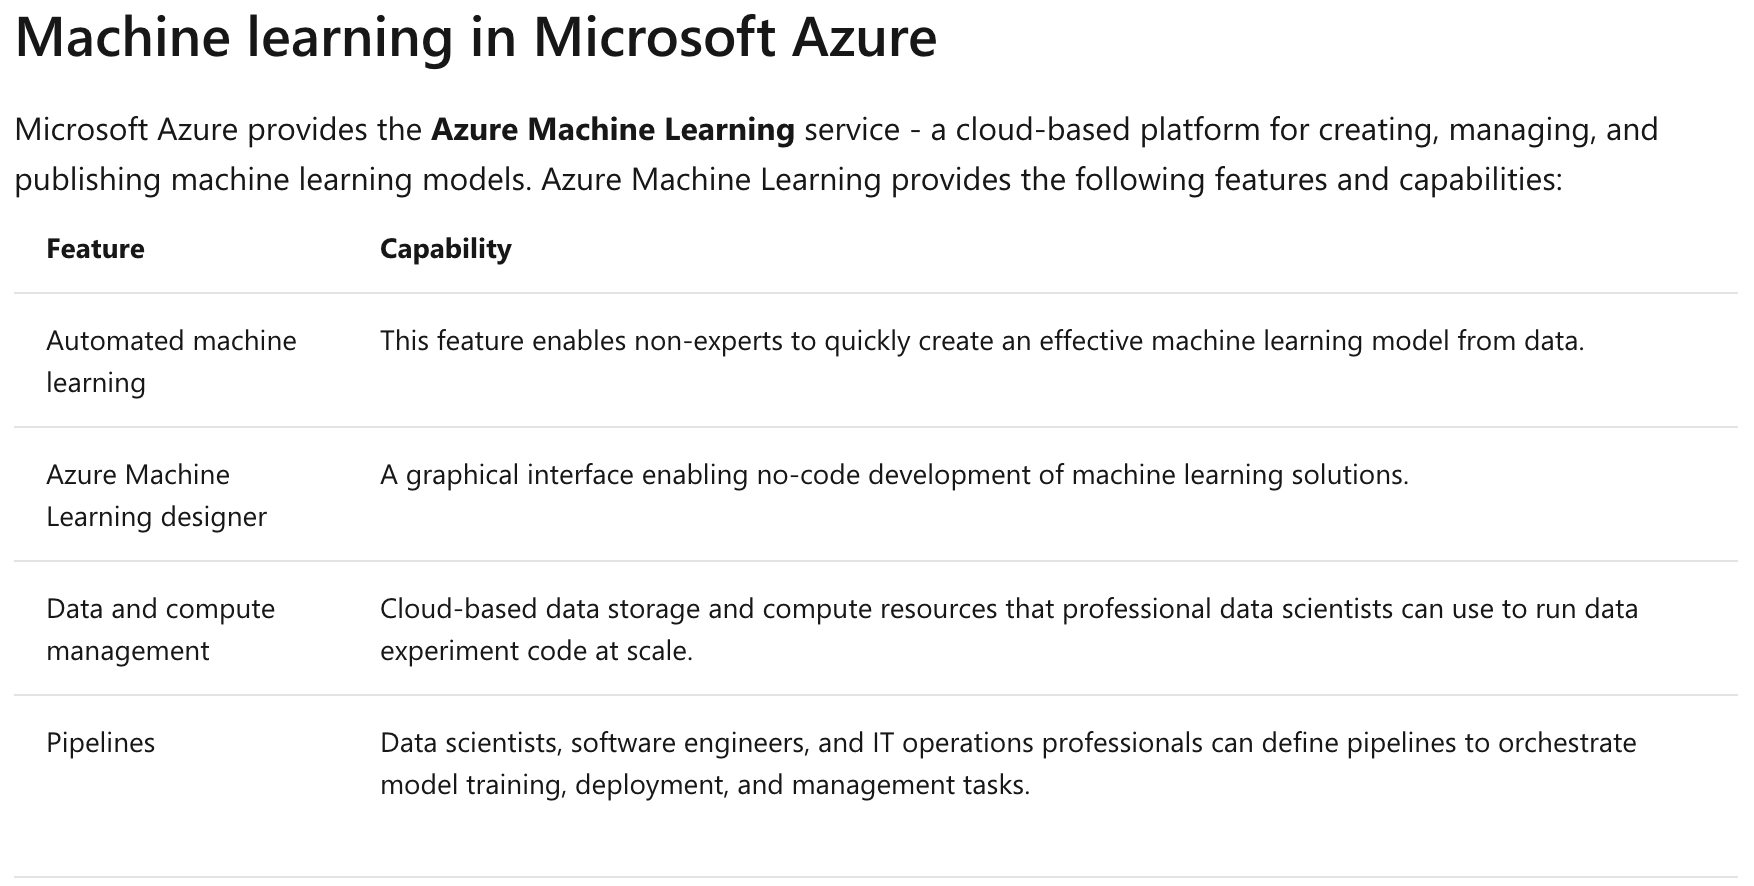 Machine learning in Microsoft Azure
Microsoft Azure provides the Azure Machine Learning service - a cloud-based platform for creating, managing, and
publishing machine learning models. Azure Machine Learning provides the following features and capabilities:
Feature Capability
Automated machine This feature enables non-experts to quickly create an effective machine learning model from data.
learning
Azure Machine A graphical interface enabling no-code development of machine learning solutions.
Learning designer
Data and compute Cloud-based data storage and compute resources that professional data scientists can use to run data
management experiment code at scale.
Pipelines Data scientists, software engineers, and IT operations professionals can define pipelines to orchestrate
model training, deployment, and management tasks.